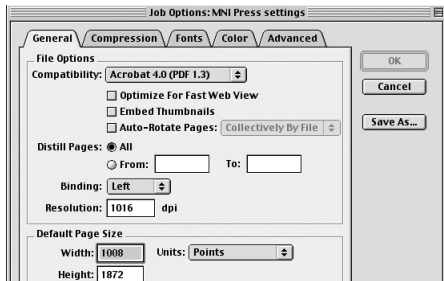 Job Options: MNI Press settings
General Compression Fonts Color Advanced
File Options
Compatibility: Acrobat 4.0 (PDF 1.3)
Optimize For Fast Web View
Embed Thumbnails
Auto-Rotate Pages: Collectively By File
Distill Pages: All
From: To:
Binding: Left
Resolution: 1016 dpi
Default Page Size
Width: 1008 Units: Points
Height: 1872
OK
Cancel
Save As...